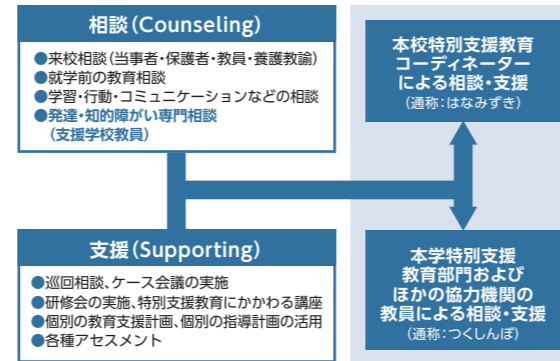 相談(Counseling)
●来校相談(当事者・保護者・教員・養護教諭)
●就学前の教育相談
●学習・行動・コミュニケーションなどの相談
●発達・知的障がい専門相談
(支援学校教員)
支援(Supporting)
●巡回相談、ケース会議の実施
●研修会の実施、特別支援教育にかかわる講座
●個別の教育支援計画、個別の指導計画の活用
●各種アセスメント
本校特別支援教育
コーディネーター
による相談・支援
(通称:はなみずき)
本学特別支援
教育部門および
ほかの協力機関の
教員による相談・支援
(通称:つくしんぼ)